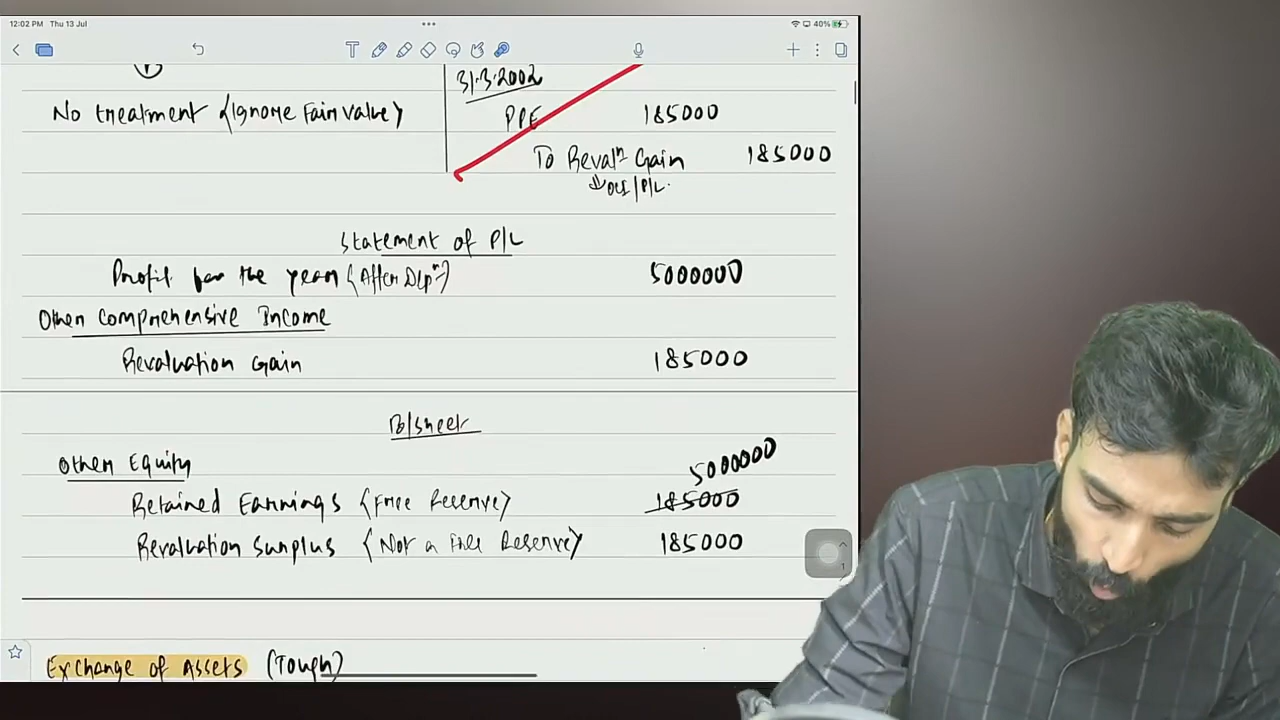 12:02 PM Thu 13 Jul
40%
31.3.2002
No treatment {Ignore Fair Value}
PPE 185000
To Revalⁿ Gain 185000
OCI/P/L.
Statement of P/L
Profit for the year {After Depⁿ} 5000000
Other Comprehensive Income
Revaluation Gain 185000
B/sheet
Other Equity
5000000
Retained Earnings {Free Reserve} 185000
Revaluation Surplus {Not a Free Reserve} 185000
Exchange of Assets (Tough)